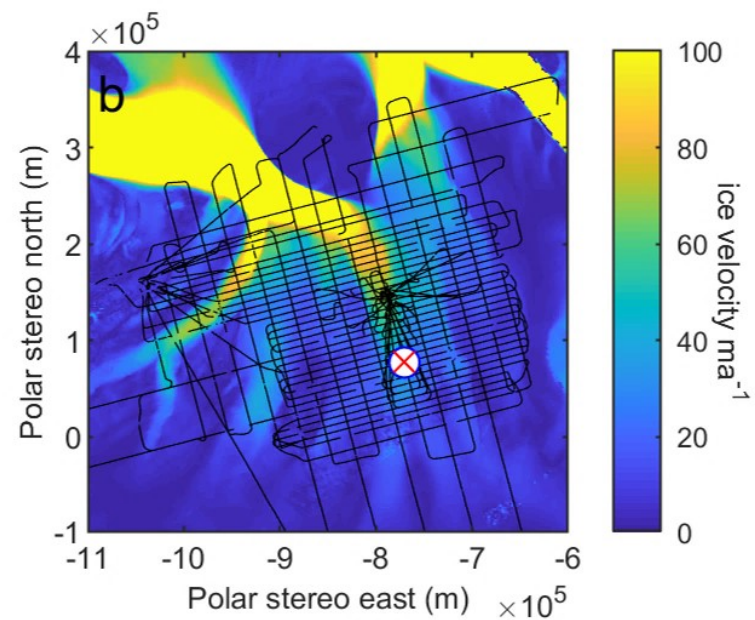 ×10⁵
b
4
3
2
1
0
-1
-11 -10 -9 -8 -7 -6
Polar stereo north (m)
Polar stereo east (m) ×10⁵
100
80
60
40
20
0
ice velocity ma⁻¹